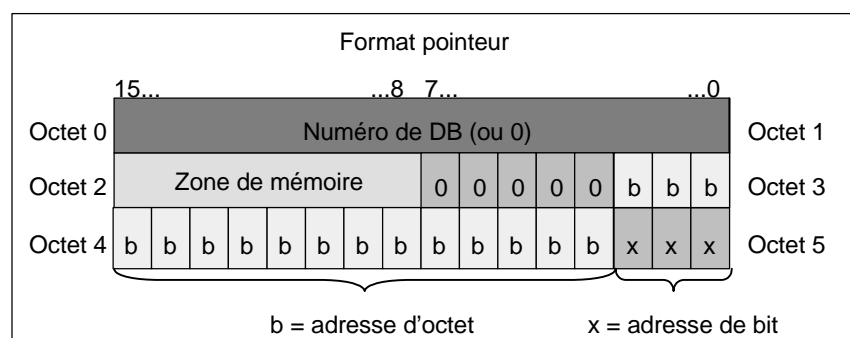 Format pointeur
15... ...8 7... ...0
Octet 0 Numéro de DB (ou 0) Octet 1
Octet 2 Zone de mémoire 0 0 0 0 0 b b b Octet 3
Octet 4 b b b b b b b b b b b b b x x x Octet 5
b = adresse d'octet x = adresse de bit